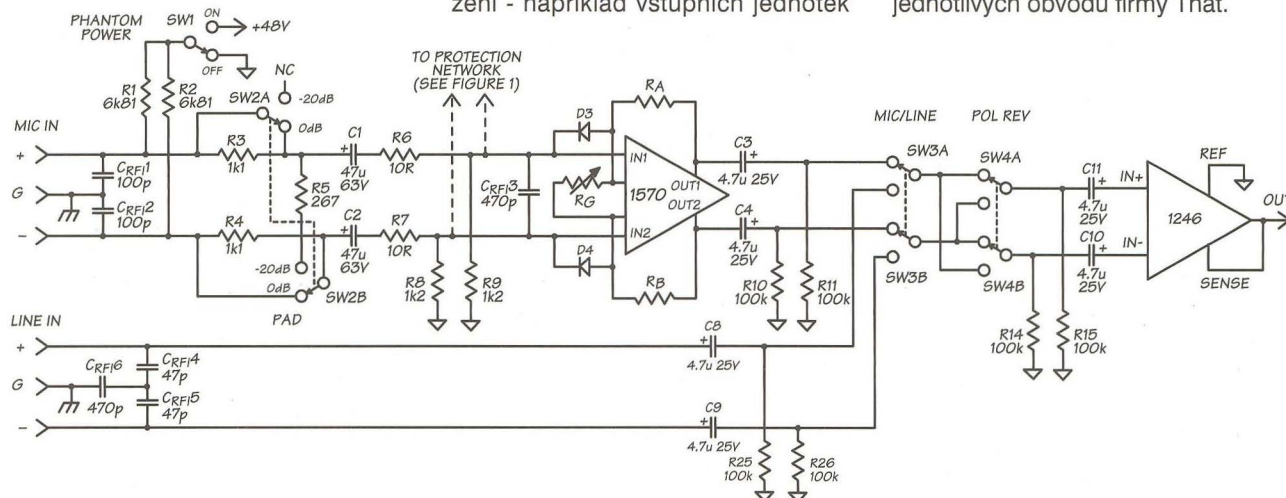 zení - například vstupních jednotek
jednotlivých obvodů firmy That.
PHANTOM
POWER
SW1
ON
+48V
OFF
R1
6k81
R2
6k81
NC
SW2A
-20dB
0dB
TO PROTECTION
NETWORK
(SEE FIGURE 1)
MIC IN
+
G
-
CRFI1
100p
CRFI2
100p
R3
1k1
R4
1k1
R5
267
-20dB
0dB
SW2B
PAD
C1
+
47u
63V
C2
+
47u
63V
R6
10R
R7
10R
R8
1k2
R9
1k2
CRFI3
470p
D3
D4
RA
RG
RB
IN1
1570
OUT1
OUT2
IN2
C3
+
4.7u 25V
C4
+
4.7u
25V
R10
100k
R11
100k
MIC/LINE
SW3A
SW3B
POL REV
SW4A
SW4B
C11
+
4.7u
25V
C10
+
4.7u
25V
R14
100k
R15
100k
IN+
1246
IN-
REF
OUT
SENSE
LINE IN
+
G
-
CRFI6
470p
CRFI4
47p
CRFI5
47p
C8
+
4.7u 25V
C9
+
4.7u 25V
R25
100k
R26
100k